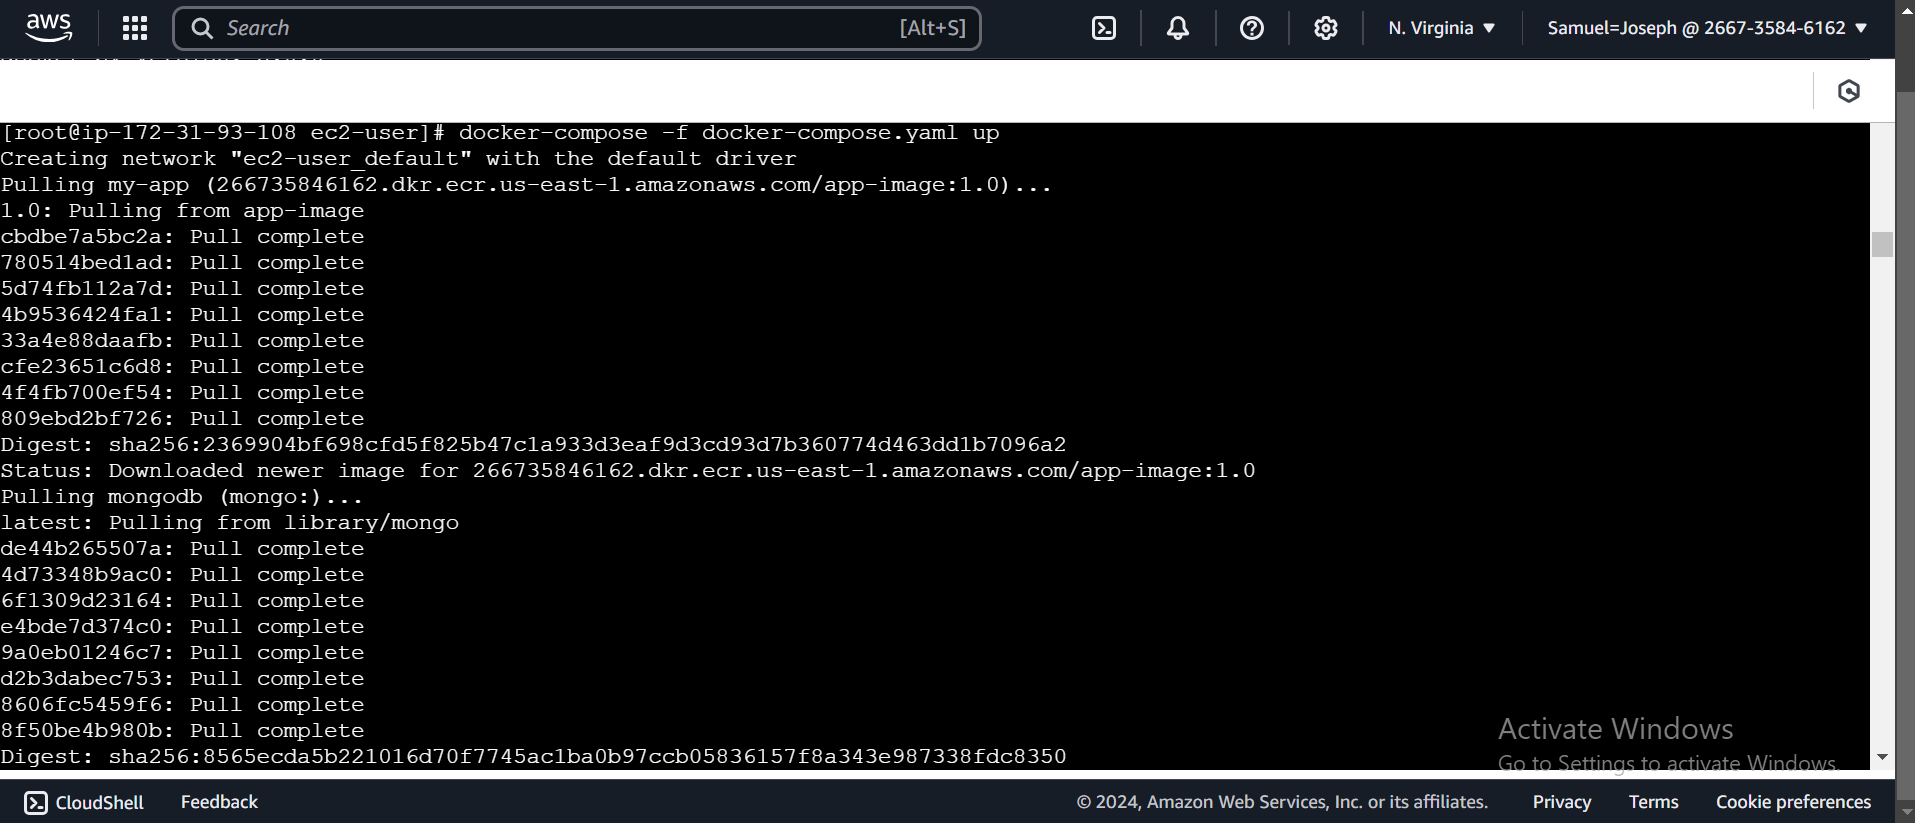 aws
Search [Alt+S]
N. Virginia
Samuel=Joseph @ 2667-3584-6162
[root@ip-172-31-93-108 ec2-user]# docker-compose -f docker-compose.yaml up
Creating network "ec2-user_default" with the default driver
Pulling my-app (266735846162.dkr.ecr.us-east-1.amazonaws.com/app-image:1.0)...
1.0: Pulling from app-image
cbdbe7a5bc2a: Pull complete
780514bed1ad: Pull complete
5d74fb112a7d: Pull complete
4b9536424fa1: Pull complete
33a4e88daafb: Pull complete
cfe23651c6d8: Pull complete
4f4fb700ef54: Pull complete
809ebd2bf726: Pull complete
Digest: sha256:2369904bf698cfd5f825b47c1a933d3eaf9d3cd93d7b360774d463dd1b7096a2
Status: Downloaded newer image for 266735846162.dkr.ecr.us-east-1.amazonaws.com/app-image:1.0
Pulling mongodb (mongo:)...
latest: Pulling from library/mongo
de44b265507a: Pull complete
4d73348b9ac0: Pull complete
6f1309d23164: Pull complete
e4bde7d374c0: Pull complete
9a0eb01246c7: Pull complete
d2b3dabec753: Pull complete
8606fc5459f6: Pull complete
8f50be4b980b: Pull complete
Digest: sha256:8565ecda5b221016d70f7745ac1ba0b97ccb05836157f8a343e987338fdc8350
Activate Windows
Go to Settings to activate Windows.
CloudShell
Feedback
© 2024, Amazon Web Services, Inc. or its affiliates.
Privacy
Terms
Cookie preferences